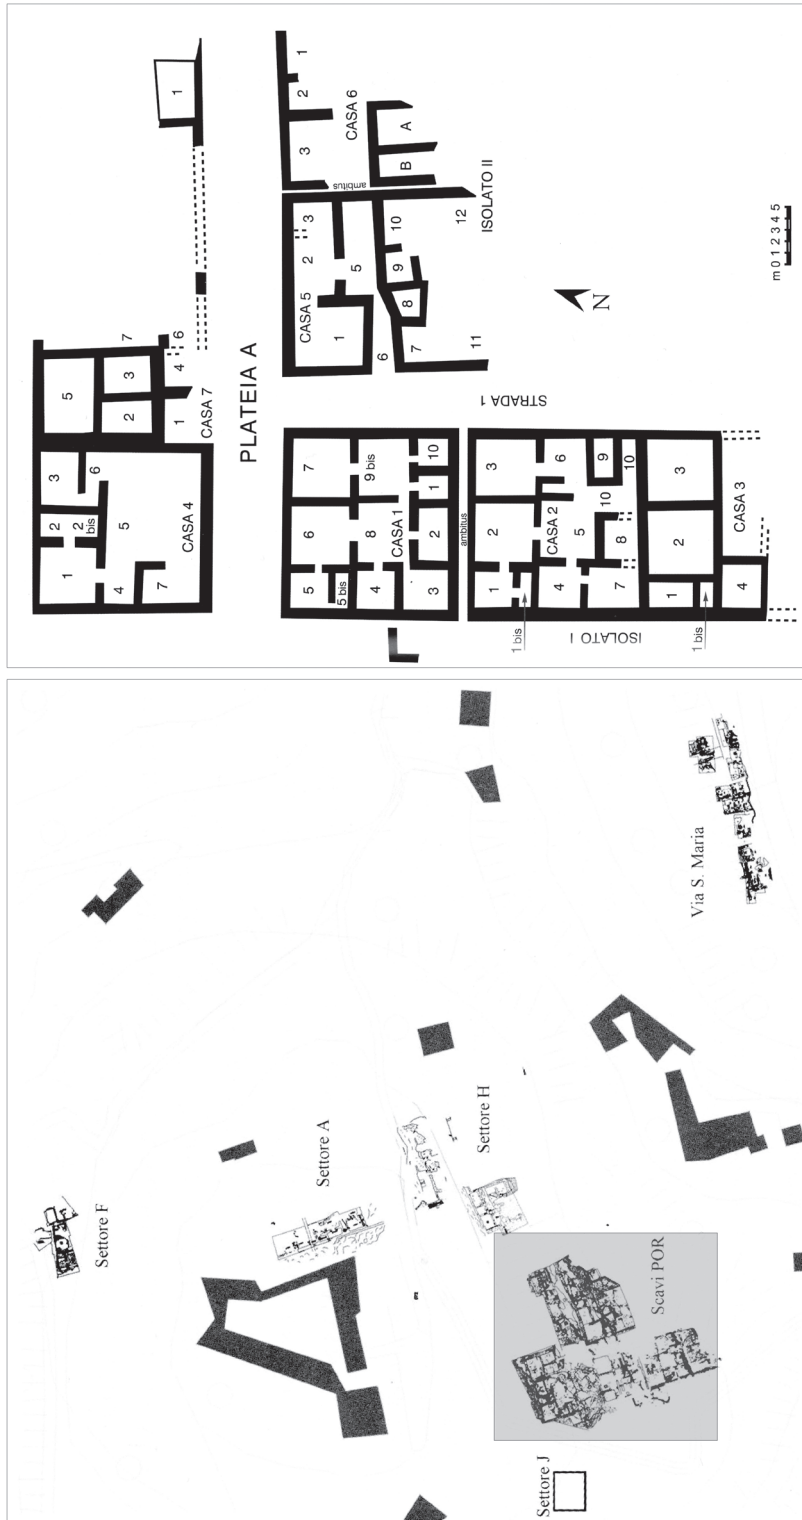 1
PLATEIA A
CASA 7
5
7
3
2
6
4
1
CASA 4
3
6
2
2 bis
5
1
4
7
CASA 6
1
2
3
A
B
ambitus
CASA 5
3
2
5
1
6
10
9
8
7
12
11
ISOLATO II
N
m 0 1 2 3 4 5
STRADA 1
CASA 1
7
9 bis
10
1
6
8
2
5
5 bis
4
3
ambitus
CASA 2
3
6
9
10
2
5
10
8
1
4
7
1 bis
ISOLATO I
CASA 3
3
2
1
4
1 bis
Via S. Maria
Settore F
Settore A
Settore H
Scavi POR
Settore J